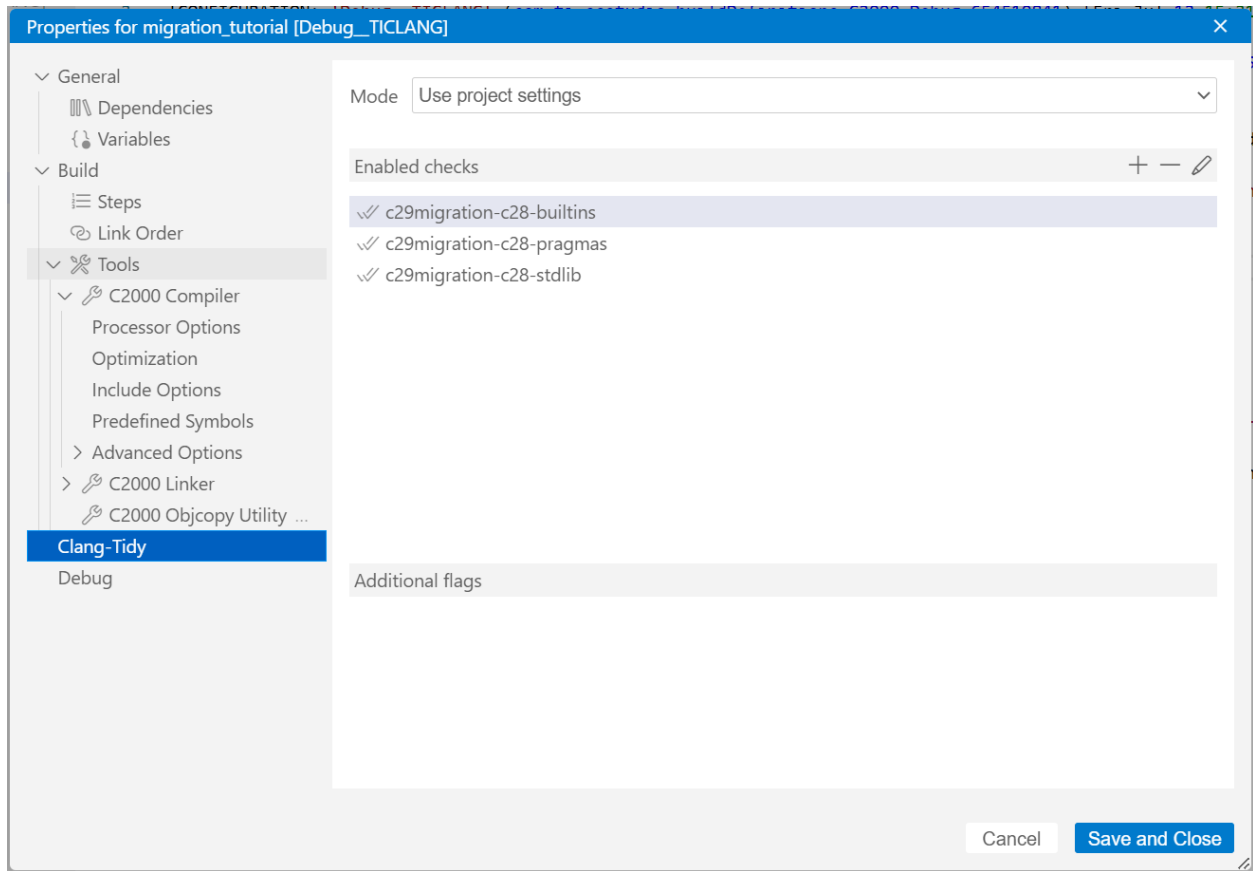 Properties for migration_tutorial [Debug__TICLANG]
General
Dependencies
Variables
Build
Steps
Link Order
Tools
C2000 Compiler
Processor Options
Optimization
Include Options
Predefined Symbols
Advanced Options
C2000 Linker
C2000 Objcopy Utility ...
Clang-Tidy
Debug
Mode Use project settings
Enabled checks
c29migration-c28-builtins
c29migration-c28-pragmas
c29migration-c28-stdlib
Additional flags
Cancel Save and Close